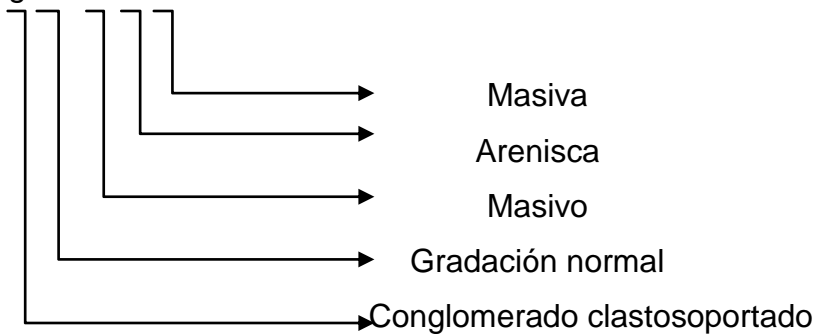 Masiva
Arenisca
Masivo
Gradación normal
Conglomerado clastosoportado